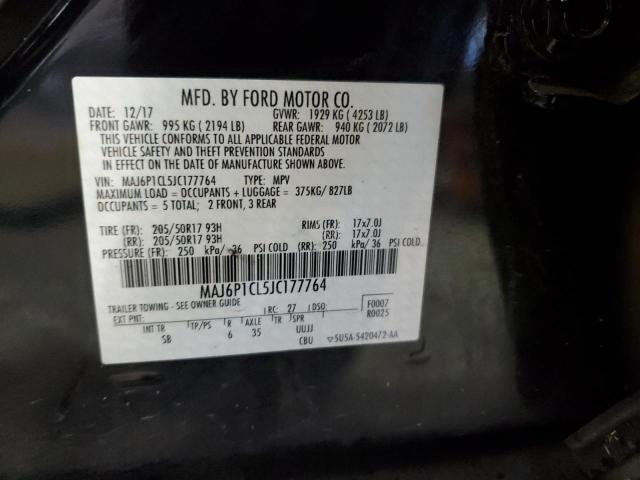 MFD. BY FORD MOTOR CO.
DATE: 12/17 GVWR: 1929 KG ( 4253 LB)
FRONT GAWR: 995 KG ( 2194 LB) REAR GAWR: 940 KG ( 2072 LB)
THIS VEHICLE CONFORMS TO ALL APPLICABLE FEDERAL MOTOR
VEHICLE SAFETY AND THEFT PREVENTION STANDARDS
IN EFFECT ON THE DATE OF MANUFACTURE SHOWN ABOVE.
VIN: MAJ6P1CL5JC177764 TYPE: MPV
MAXIMUM LOAD = OCCUPANTS + LUGGAGE = 375KG/ 827LB
OCCUPANTS = 5 TOTAL; 2 FRONT, 3 REAR
TIRE (FR): 205/50R17 93H RIMS (FR): 17x7.0J
(RR): 205/50R17 93H (RR): 17x7.0J
PRESSURE (FR): 250 kPa/ 36 PSI COLD (RR): 250 kPa/ 36 PSI COLD
MAJ6P1CL5JC177764
TRAILER TOWING - SEE OWNER GUIDE
EXT PNT: RC: 27 DSO: F0007
R0025
INT TR TP/PS R AXLE TR SPR
SB 6 35 UUJJ
CBU 5U5A-5420472-AA